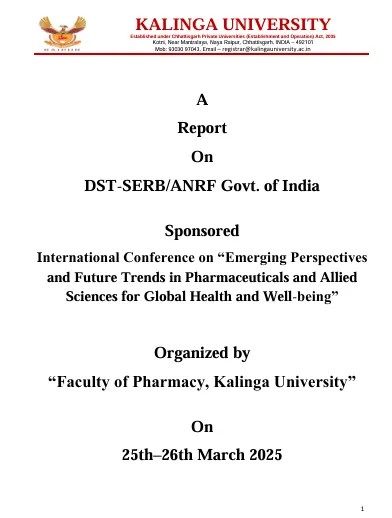 KALINGA UNIVERSITY
Established under Chhattisgarh Private Universities (Establishment and Operation) Act, 2005
Kotni, Near Mantralaya, Naya Raipur, Chhattisgarh, INDIA – 492101
Mob: 93030 97043, Email – registrar@kalingauniversity.ac.in
RAIPUR
A
Report
On
DST-SERB/ANRF Govt. of India
Sponsored
International Conference on “Emerging Perspectives
and Future Trends in Pharmaceuticals and Allied
Sciences for Global Health and Well-being”
Organized by
“Faculty of Pharmacy, Kalinga University”
On
25th–26th March 2025
1